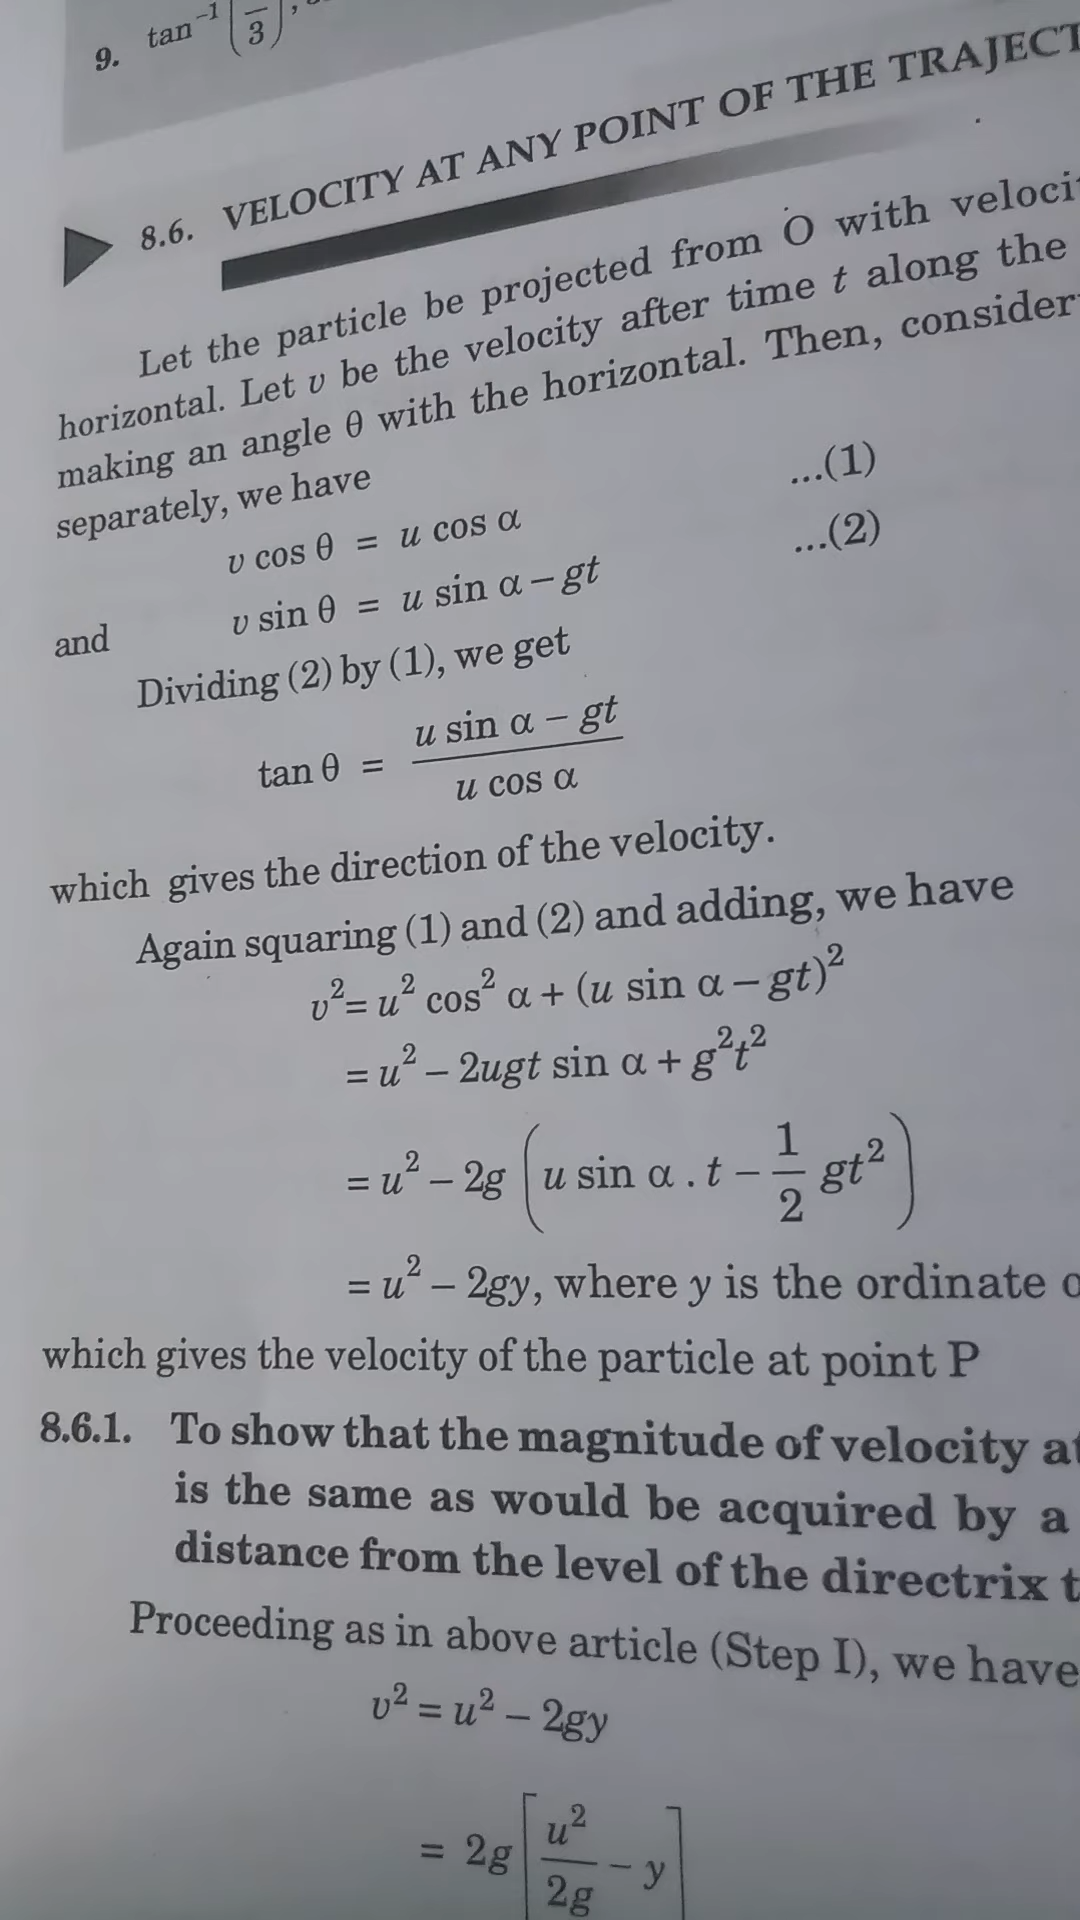 9. tan⁻¹(‾/3),
8.6. VELOCITY AT ANY POINT OF THE TRAJECT
Let the particle be projected from O with veloci
horizontal. Let v be the velocity after time t along the
making an angle θ with the horizontal. Then, consider
separately, we have
v cos θ = u cos α ...(1)
and v sin θ = u sin α – gt ...(2)
Dividing (2) by (1), we get
tan θ = (u sin α – gt)/(u cos α)
which gives the direction of the velocity.
Again squaring (1) and (2) and adding, we have
v² = u² cos² α + (u sin α – gt)²
= u² – 2ugt sin α + g²t²
= u² – 2g (u sin α . t – 1/2 gt²)
= u² – 2gy, where y is the ordinate o
which gives the velocity of the particle at point P
8.6.1. To show that the magnitude of velocity at
is the same as would be acquired by a
distance from the level of the directrix t
Proceeding as in above article (Step I), we have
v² = u² – 2gy
= 2g [u²/2g – y]